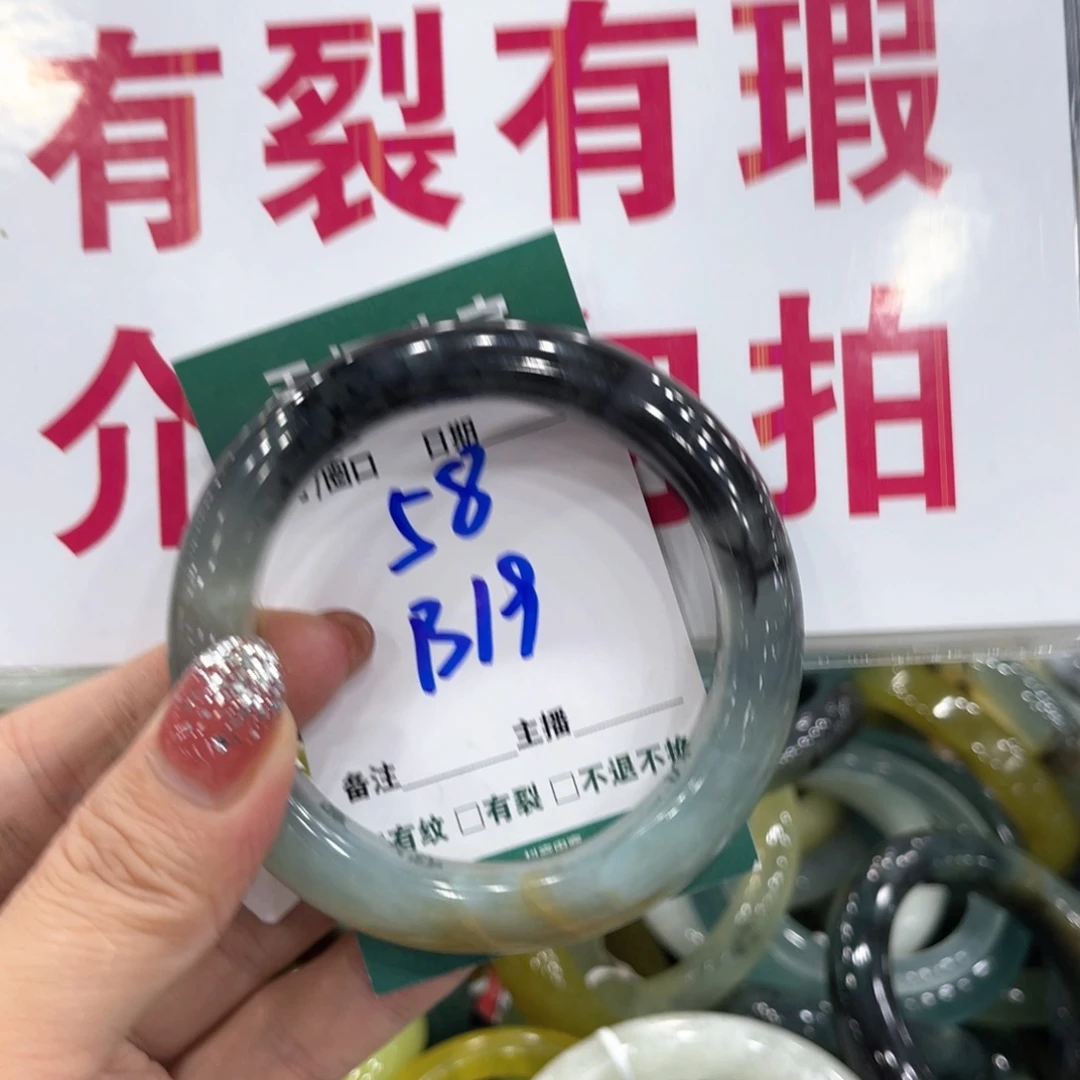 有裂有瑕
介 拍
日期
/圈口
58
B19
主播
备注
有纹 □有裂 □不退不换